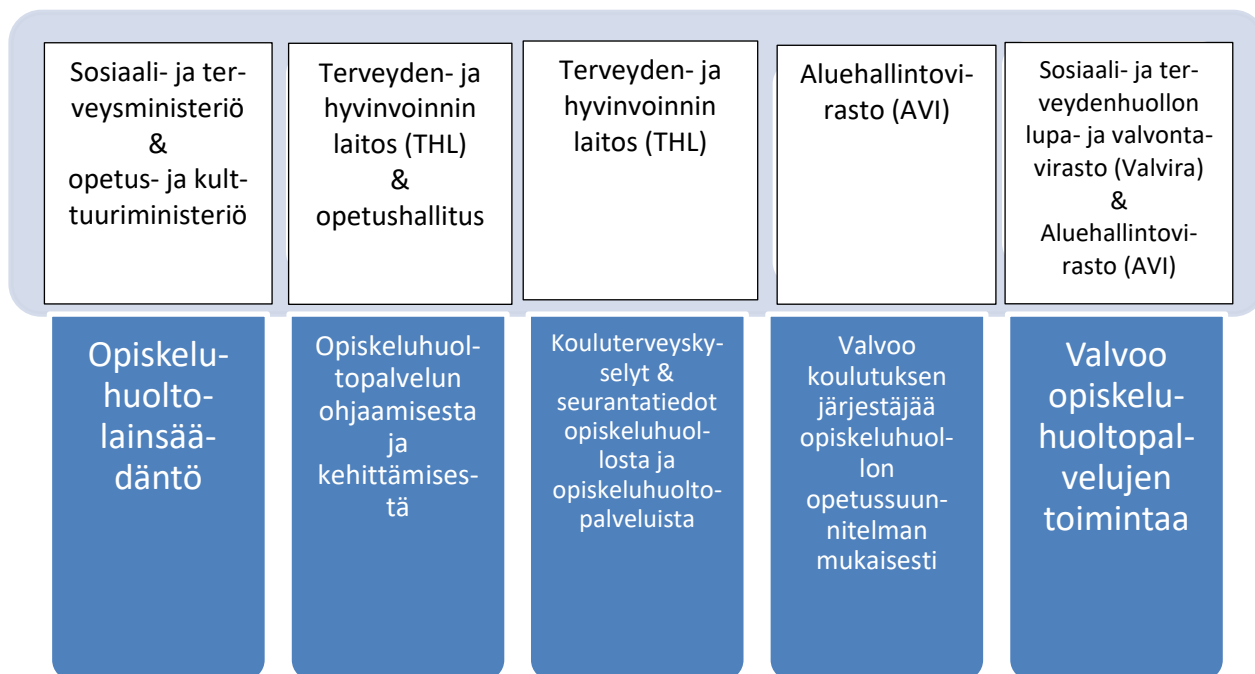 Sosiaali- ja ter-
veysministeriö
&
opetus- ja kult-
tuuriministeriö
Terveyden- ja
hyvinvoinnin
laitos (THL)
&
opetushallitus
Terveyden- ja
hyvinvoinnin
laitos (THL)
Aluehallintovi-
rasto (AVI)
Sosiaali- ja ter-
veydenhuollon
lupa- ja valvonta-
virasto (Valvira)
&
Aluehallintovi-
rasto (AVI)
Opiskelu-
huolto-
lainsää-
däntö
Opiskeluhuol-
topalvelun
ohjaamisesta
ja
kehittämises-
tä
Kouluterveysky-
selyt &
seurantatiedot
opiskeluhuol-
losta ja
opiskeluhuolto-
palveluista
Valvoo
koulutuksen
järjestäjää
opiskeluhuol-
lon
opetussuun-
nitelman
mukaisesti
Valvoo
opiskelu-
huoltopal-
velujen
toimintaa